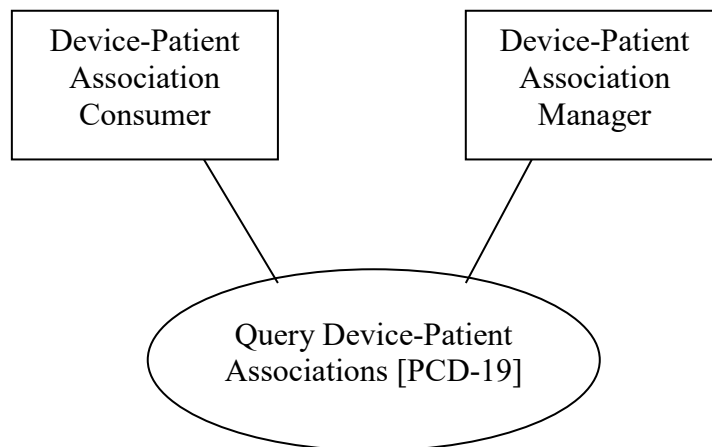 Device-Patient
Association
Consumer
Device-Patient
Association
Manager
Query Device-Patient
Associations [PCD-19]